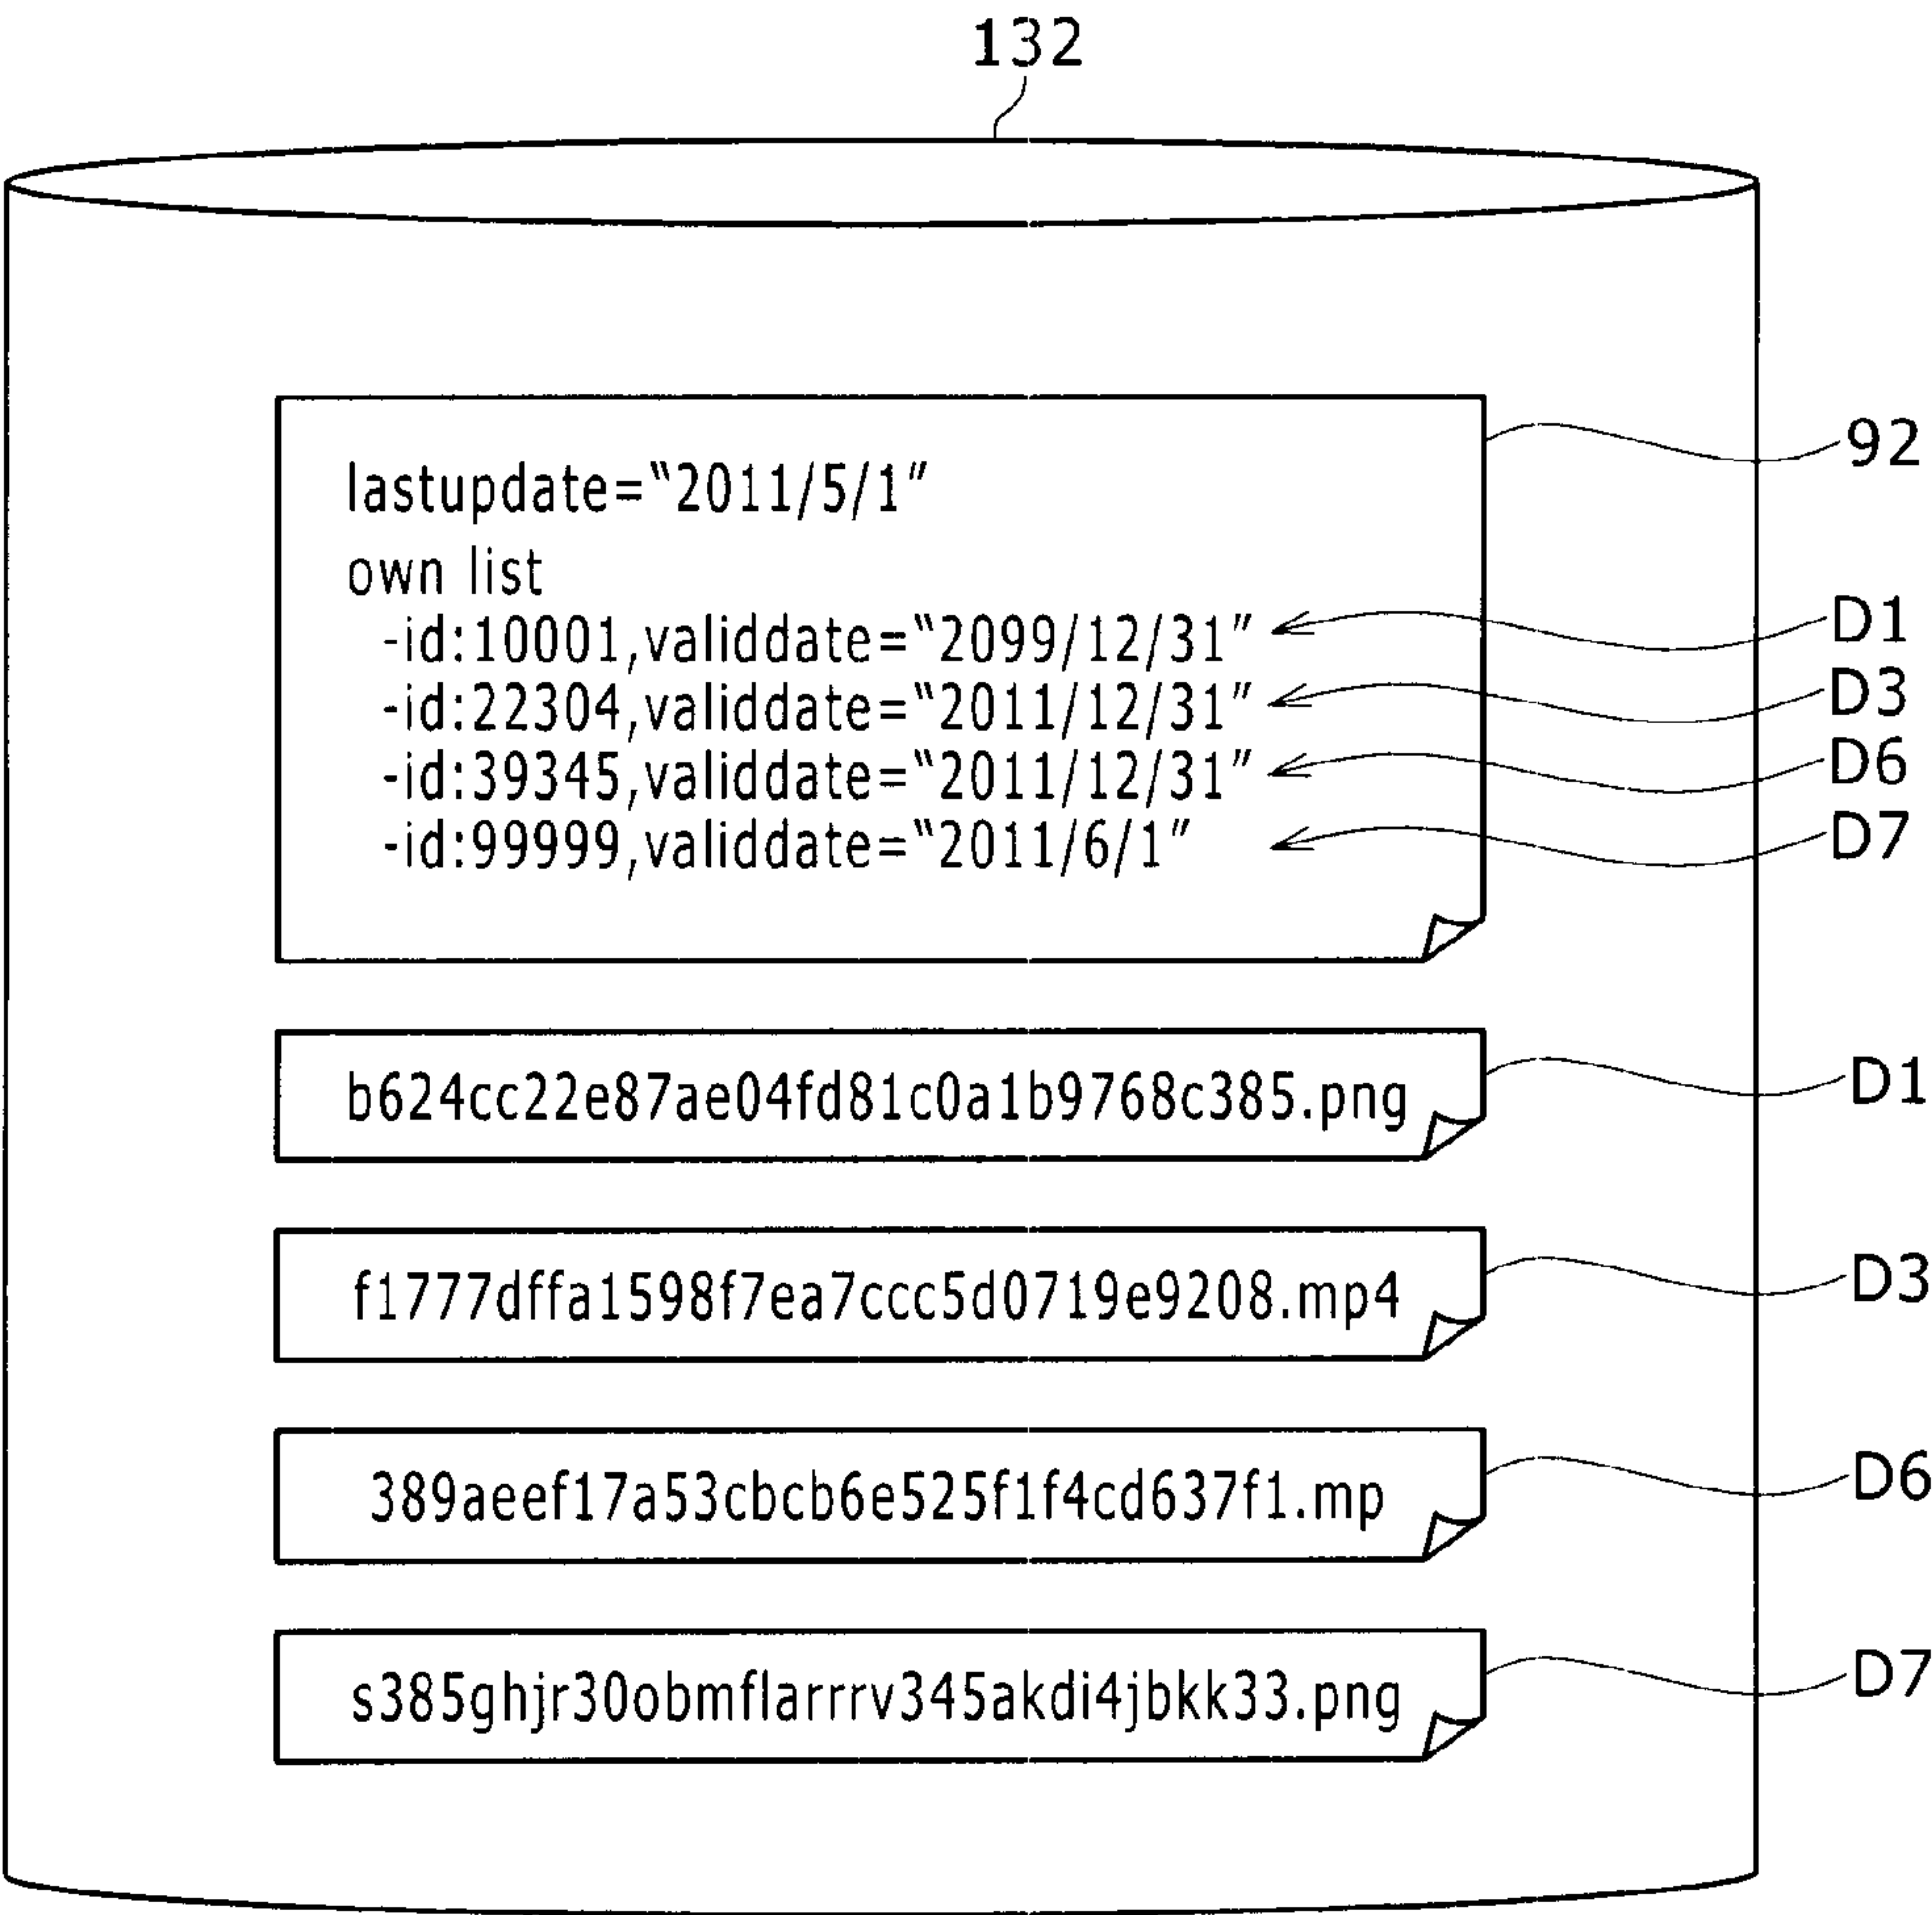 132
92
lastupdate=“2011/5/1”
own list
-id:10001,validdate=“2099/12/31” D1
-id:22304,validdate=“2011/12/31” D3
-id:39345,validdate=“2011/12/31” D6
-id:99999,validdate=“2011/6/1” D7
b624cc22e87ae04fd81c0a1b9768c385.png D1
f1777dffa1598f7ea7ccc5d0719e9208.mp4 D3
389aeef17a53cbcb6e525f1f4cd637f1.mp D6
s385ghjr30obmflarrrv345akdi4jbkk33.png D7